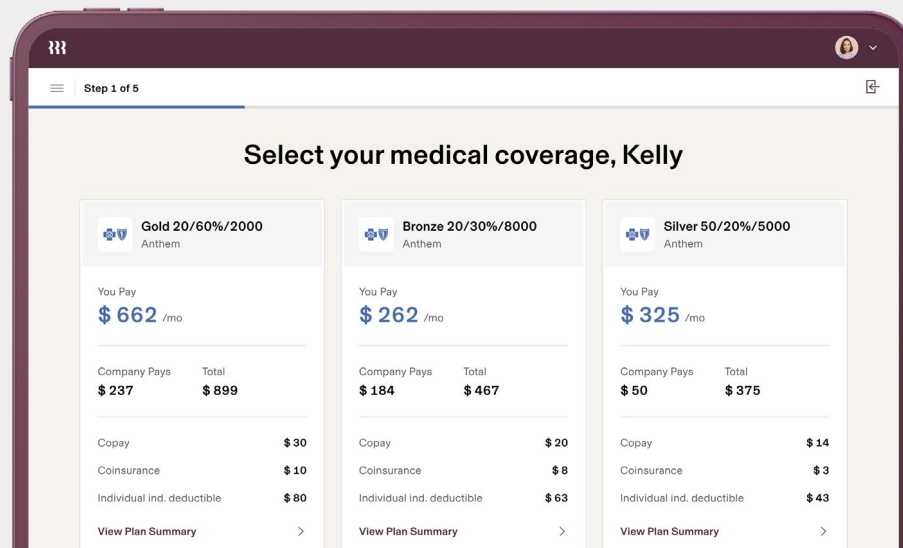 Step 1 of 5
Select your medical coverage, Kelly
Gold 20/60%/2000
Anthem
You Pay
$ 662 /mo
Company Pays Total
$ 237 $ 899
Copay $ 30
Coinsurance $ 10
Individual ind. deductible $ 80
View Plan Summary
Bronze 20/30%/8000
Anthem
You Pay
$ 262 /mo
Company Pays Total
$ 184 $ 467
Copay $ 20
Coinsurance $ 8
Individual ind. deductible $ 63
View Plan Summary
Silver 50/20%/5000
Anthem
You Pay
$ 325 /mo
Company Pays Total
$ 50 $ 375
Copay $ 14
Coinsurance $ 3
Individual ind. deductible $ 43
View Plan Summary